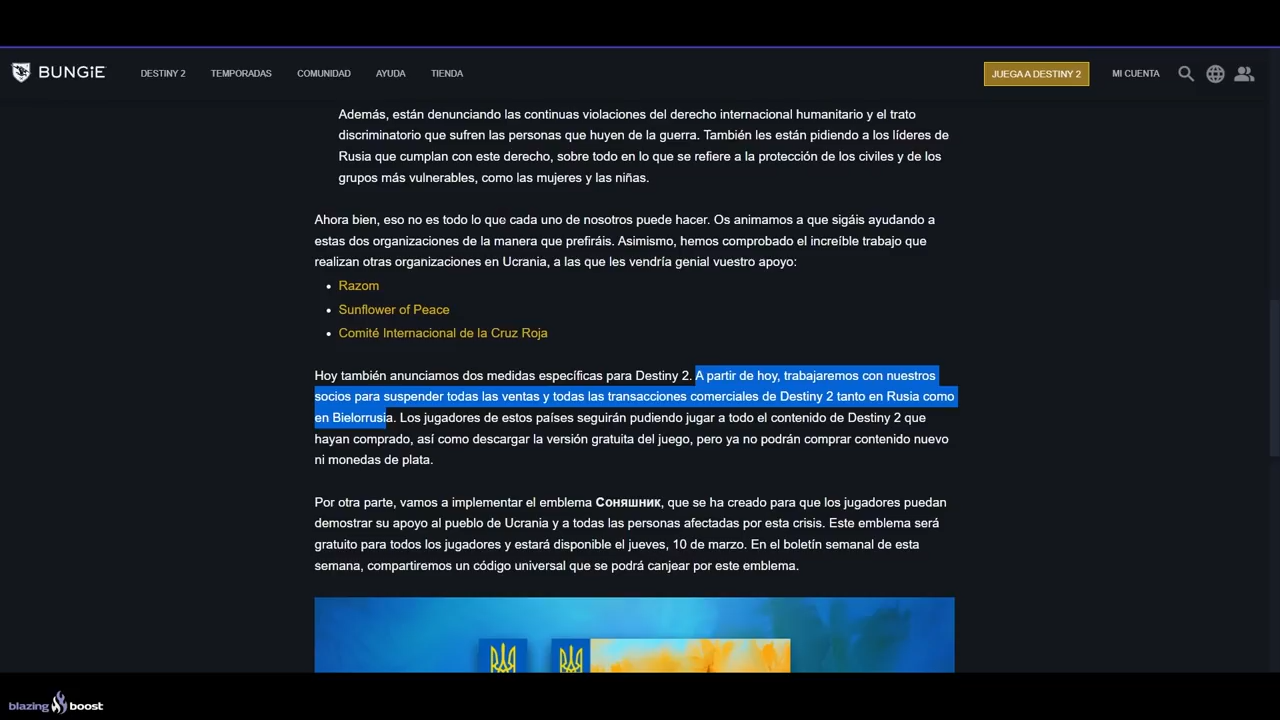 BUNGiE
DESTINY 2
TEMPORADAS
COMUNIDAD
AYUDA
TIENDA
JUEGA A DESTINY 2
MI CUENTA
Además, están denunciando las continuas violaciones del derecho internacional humanitario y el trato
discriminatorio que sufren las personas que huyen de la guerra. También les están pidiendo a los líderes de
Rusia que cumplan con este derecho, sobre todo en lo que se refiere a la protección de los civiles y de los
grupos más vulnerables, como las mujeres y las niñas.
Ahora bien, eso no es todo lo que cada uno de nosotros puede hacer. Os animamos a que sigáis ayudando a
estas dos organizaciones de la manera que prefiráis. Asimismo, hemos comprobado el increíble trabajo que
realizan otras organizaciones en Ucrania, a las que les vendría genial vuestro apoyo:
• Razom
• Sunflower of Peace
• Comité Internacional de la Cruz Roja
Hoy también anunciamos dos medidas específicas para Destiny 2. A partir de hoy, trabajaremos con nuestros
socios para suspender todas las ventas y todas las transacciones comerciales de Destiny 2 tanto en Rusia como
en Bielorrusia. Los jugadores de estos países seguirán pudiendo jugar a todo el contenido de Destiny 2 que
hayan comprado, así como descargar la versión gratuita del juego, pero ya no podrán comprar contenido nuevo
ni monedas de plata.
Por otra parte, vamos a implementar el emblema Соняшник, que se ha creado para que los jugadores puedan
demostrar su apoyo al pueblo de Ucrania y a todas las personas afectadas por esta crisis. Este emblema será
gratuito para todos los jugadores y estará disponible el jueves, 10 de marzo. En el boletín semanal de esta
semana, compartiremos un código universal que se podrá canjear por este emblema.
blazing boost